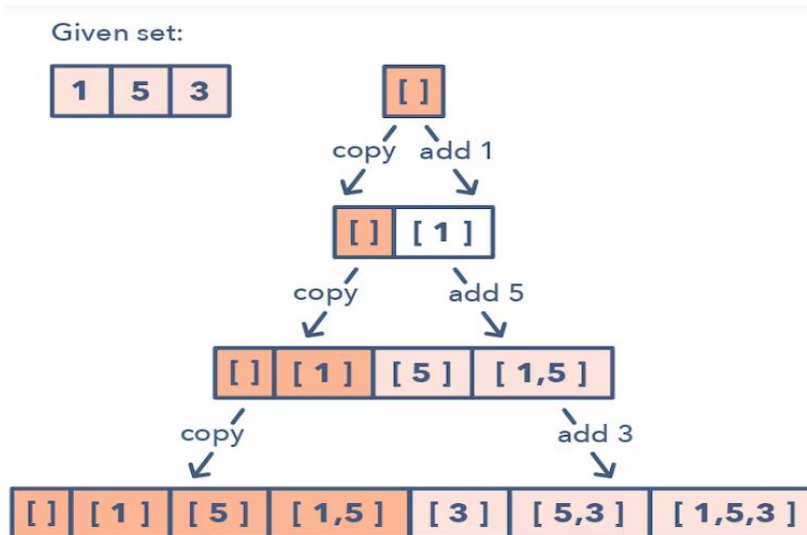 Given set:
1 5 3
[ ]
copy add 1
[ ] [ 1 ]
copy add 5
[ ] [ 1 ] [ 5 ] [ 1,5 ]
copy add 3
[ ] [ 1 ] [ 5 ] [ 1,5 ] [ 3 ] [ 5,3 ] [ 1,5,3 ]